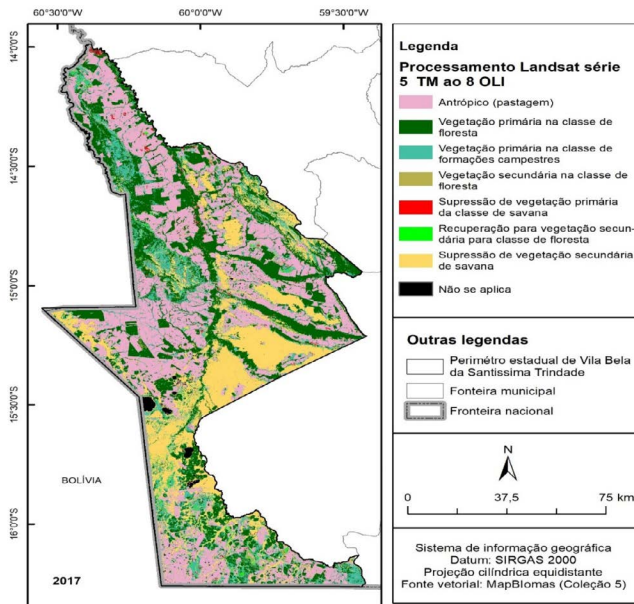 60°30'0"W
60°0'0"W
59°30'0"W
14°0'0"S
14°30'0"S
15°0'0"S
15°30'0"S
16°0'0"S
BOLÍVIA
2017
Legenda
Processamento Landsat série
5 TM ao 8 OLI
Antrópico (pastagem)
Vegetação primária na classe de
floresta
Vegetação primária na classe de
formações campestres
Vegetação secundária na classe de
floresta
Supressão de vegetação primária
da classe de savana
Recuperação para vegetação secun-
dária para classe de floresta
Supressão de vegetação secundária
de savana
Não se aplica
Outras legendas
Perimétro estadual de Vila Bela
da Santissima Trindade
Fonteira municipal
Fronteira nacional
N
0 37,5 75 km
Sistema de informação geográfica
Datum: SIRGAS 2000
Projeção cilíndrica equidistante
Fonte vetorial: MapBIomas (Coleção 5)